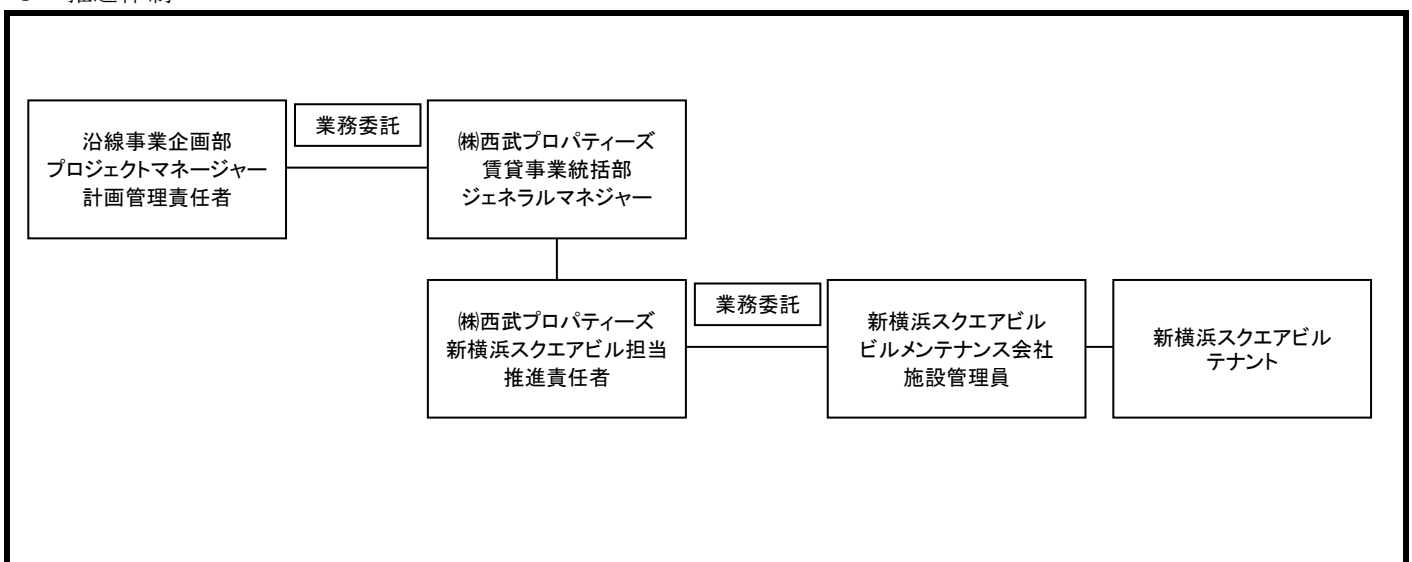 沿線事業企画部
プロジェクトマネージャー
計画管理責任者
業務委託
㈱西武プロパティーズ
賃貸事業統括部
ジェネラルマネジャー
㈱西武プロパティーズ
新横浜スクエアビル担当
推進責任者
業務委託
新横浜スクエアビル
ビルメンテナンス会社
施設管理員
新横浜スクエアビル
テナント